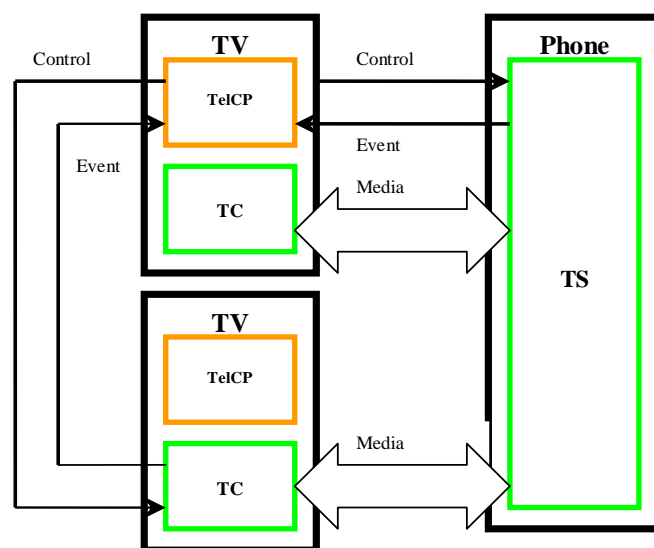 TV
Phone
Control
Control
TelCP
Event
Event
Media
TC
TS
TV
TelCP
Media
TC